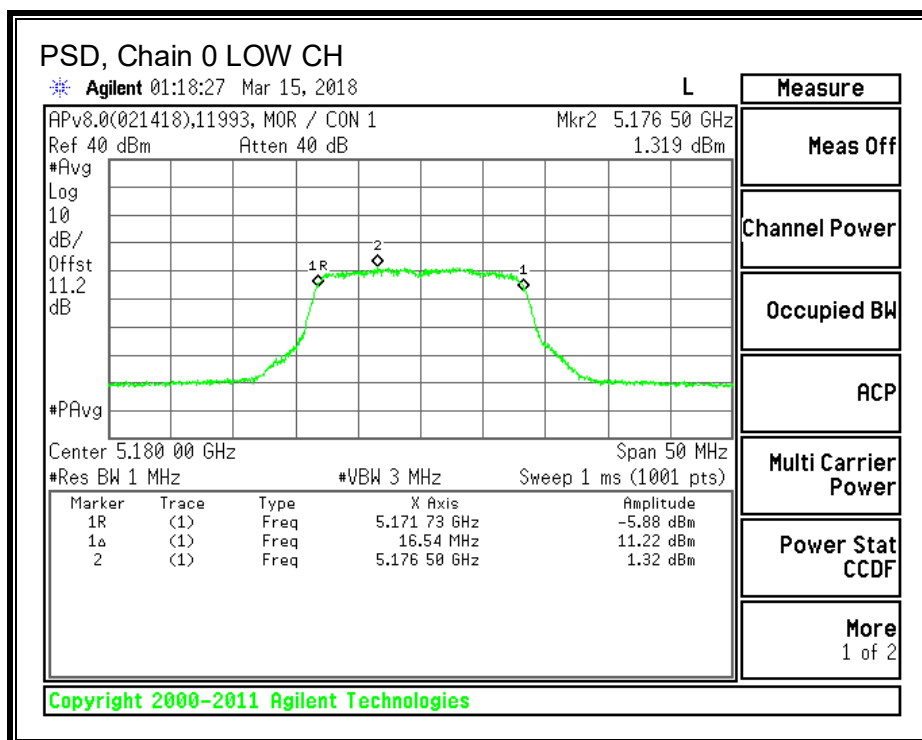 PSD, Chain 0 LOW CH
Agilent 01:18:27 Mar 15, 2018 L
APv8.0(021418),11993, MOR / CON 1 Mkr2 5.176 50 GHz
Ref 40 dBm Atten 40 dB 1.319 dBm
#Avg
Log
10
dB/
Offst
11.2
dB
#PAvg
1R
2
1
Center 5.180 00 GHz Span 50 MHz
#Res BW 1 MHz #VBW 3 MHz Sweep 1 ms (1001 pts)
Marker Trace Type X Axis Amplitude
1R (1) Freq 5.171 73 GHz -5.88 dBm
1Δ (1) Freq 16.54 MHz 11.22 dBm
2 (1) Freq 5.176 50 GHz 1.32 dBm
Measure
Meas Off
Channel Power
Occupied BW
ACP
Multi Carrier
Power
Power Stat
CCDF
More
1 of 2
Copyright 2000-2011 Agilent Technologies